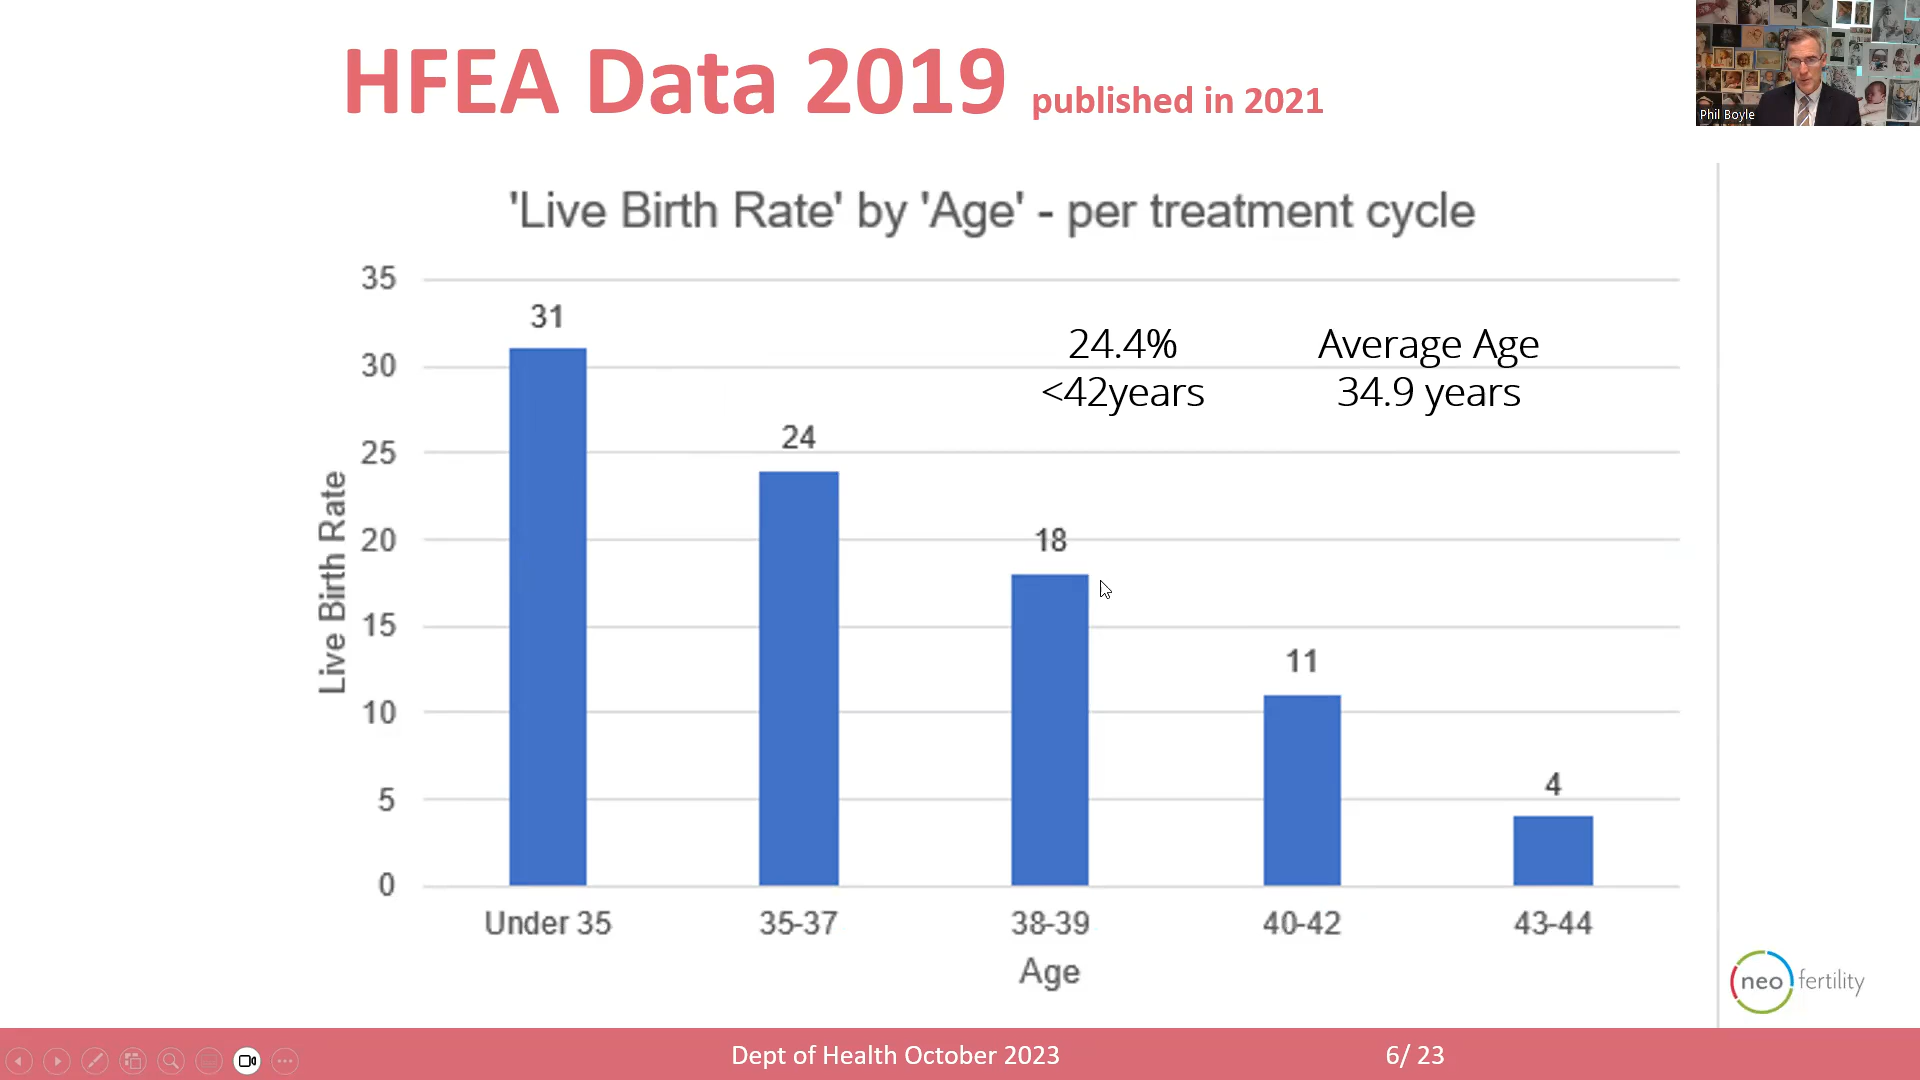 HFEA Data 2019 published in 2021
Phil Boyle
'Live Birth Rate' by 'Age' - per treatment cycle
35
30
25
20
15
10
5
0
Live Birth Rate
31
24
18
11
4
24.4%
<42years
Average Age
34.9 years
Under 35
35-37
38-39
40-42
43-44
Age
neo fertility
Dept of Health October 2023
6/ 23